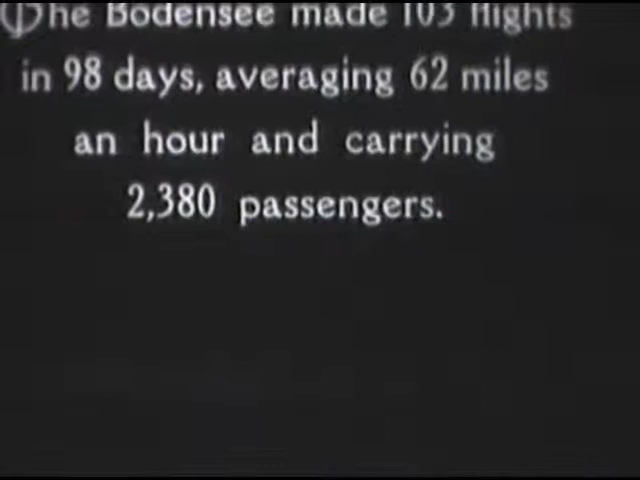 The Bodensee made 103 flights
in 98 days, averaging 62 miles
an hour and carrying
2,380 passengers.